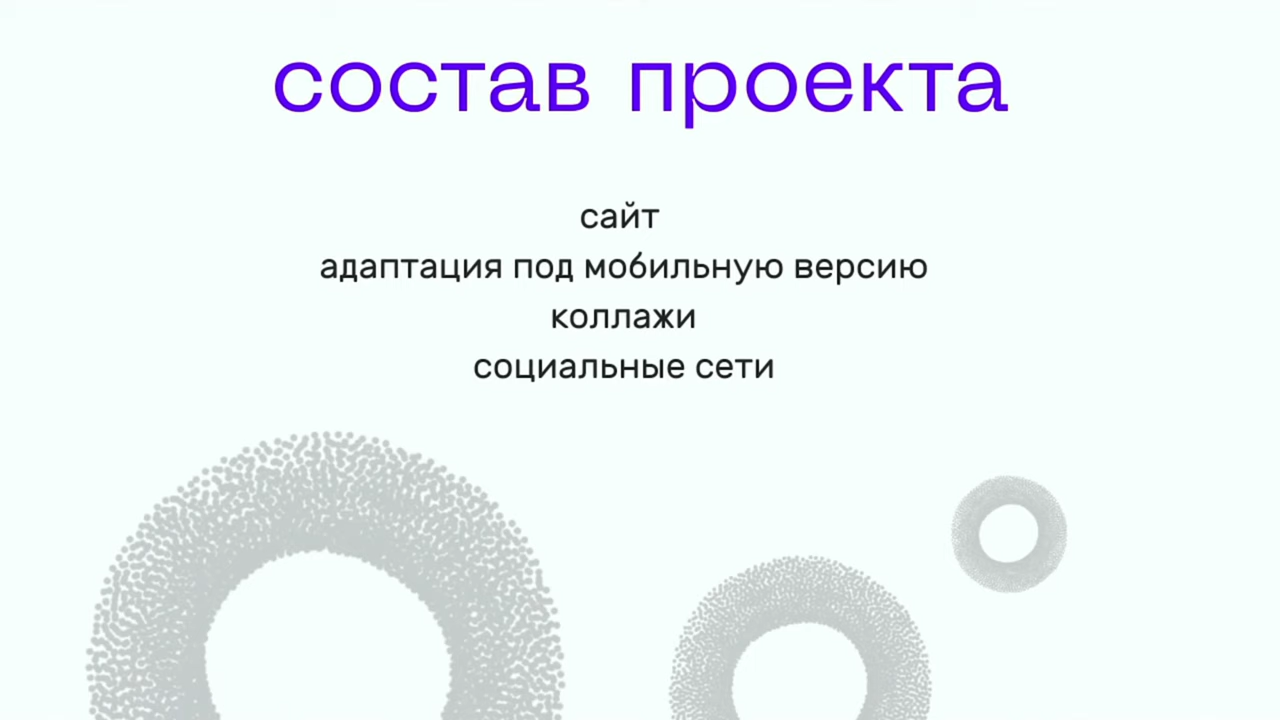 состав проекта
сайт
адаптация под мобильную версию
коллажи
социальные сети